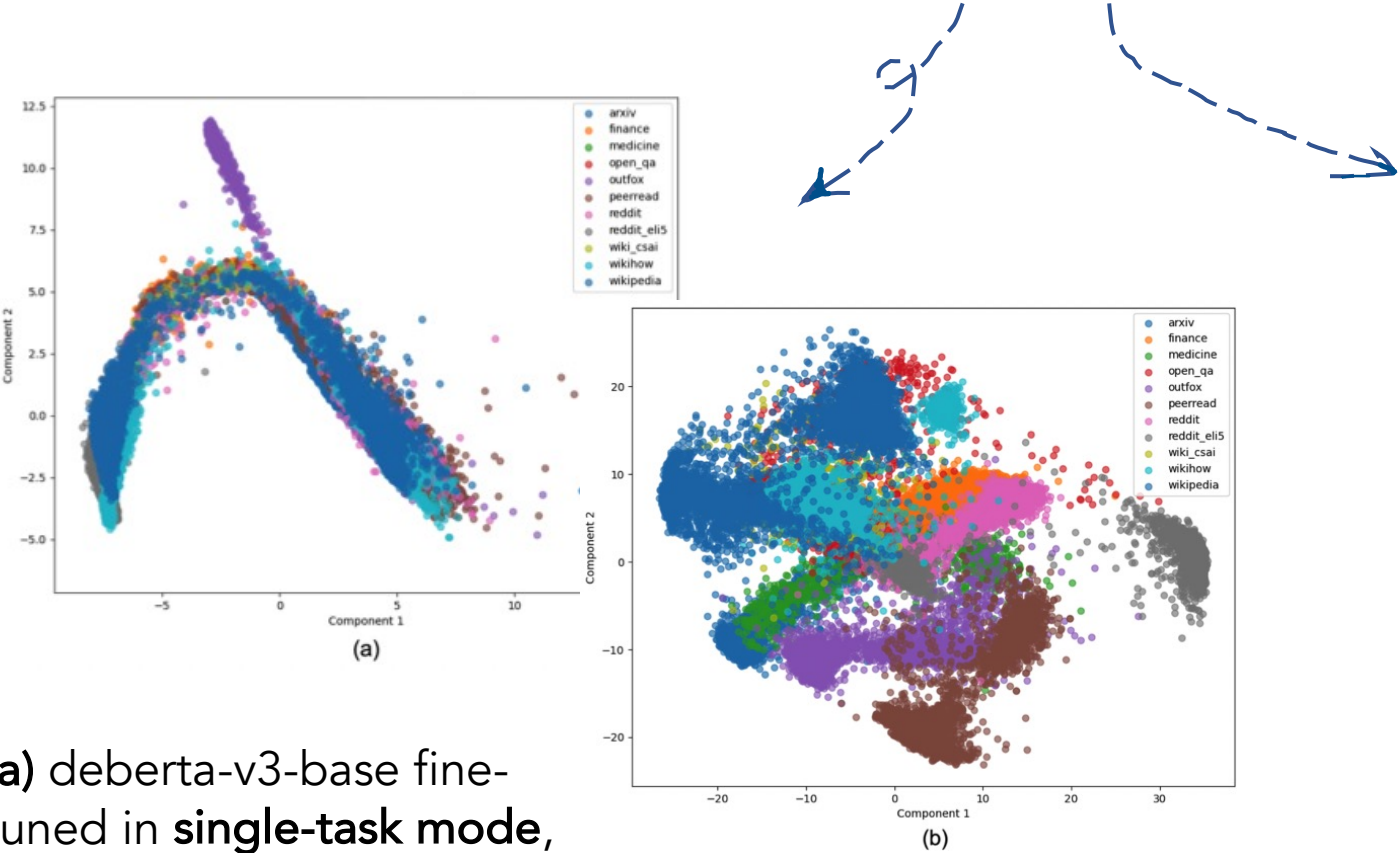 12.5
10.0
7.5
5.0
2.5
0.0
−2.5
−5.0
Component 2
−5
0
5
10
Component 1
(a)
arxiv
finance
medicine
open_qa
outfox
peerread
reddit
reddit_eli5
wiki_csai
wikihow
wikipedia
20
10
0
−10
−20
Component 2
−20
−10
0
10
20
30
Component 1
(b)
arxiv
finance
medicine
open_qa
outfox
peerread
reddit
reddit_eli5
wiki_csai
wikihow
wikipedia
a) deberta-v3-base fine-
uned in single-task mode,